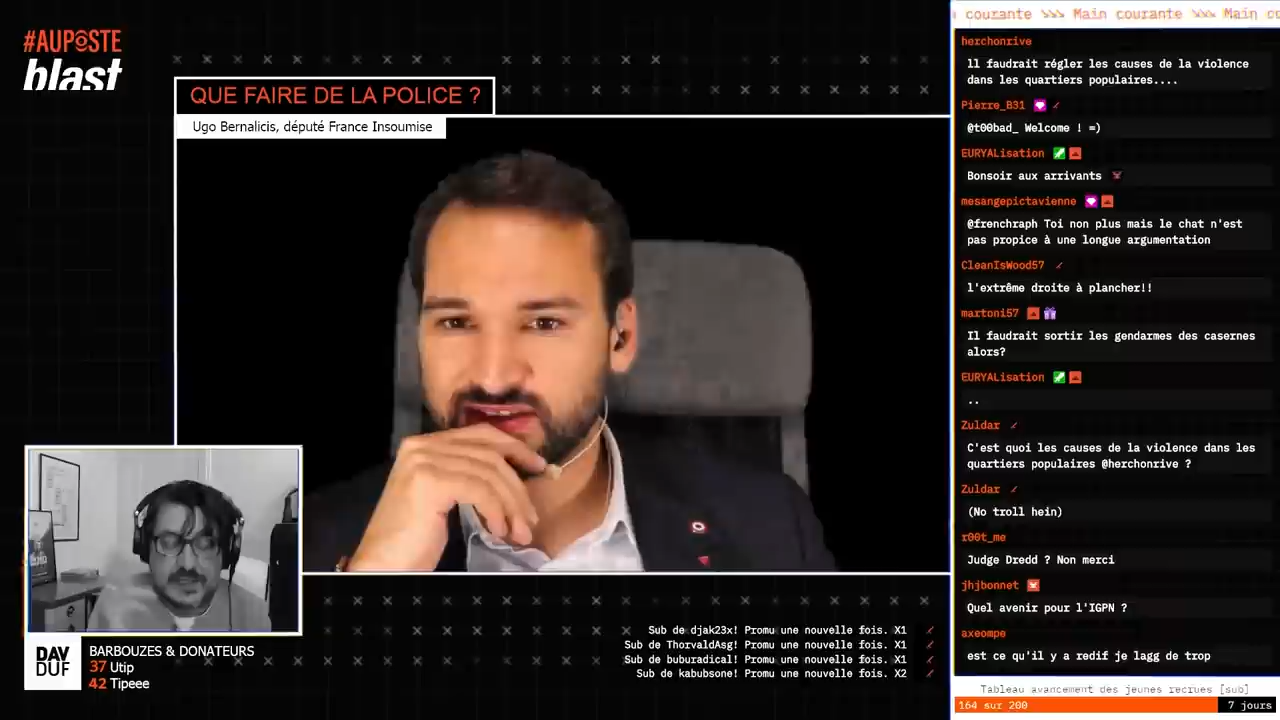 #AUPOSTE
blast
QUE FAIRE DE LA POLICE ?
Ugo Bernalicis, député France Insoumise
DAV
DUF
BARBOUZES & DONATEURS
37 Utip
42 Tipeee
Sub de djak23x! Promu une nouvelle fois. X1
Sub de ThorvaldAsg! Promu une nouvelle fois. X1
Sub de buburadical! Promu une nouvelle fois. X1
Sub de kabubsone! Promu une nouvelle fois. X2
courante >>> Main courante >>> Main co
herchonrive
ll faudrait régler les causes de la violence
dans les quartiers populaires....
Pierre_B31
@t00bad_ Welcome ! =)
EURYALisation
Bonsoir aux arrivants
mesangepictavienne
@frenchraph Toi non plus mais le chat n'est
pas propice à une longue argumentation
CleanIsWood57
l'extrême droite à plancher!!
martoni57
Il faudrait sortir les gendarmes des casernes
alors?
EURYALisation
..
Zuldar
C'est quoi les causes de la violence dans les
quartiers populaires @herchonrive ?
Zuldar
(No troll hein)
r00t_me
Judge Dredd ? Non merci
jhjbonnet
Quel avenir pour l'IGPN ?
axeompe
est ce qu'il y a redif je lagg de trop
Tableau avancement des jeunes recrues [sub]
164 sur 200
7 jours